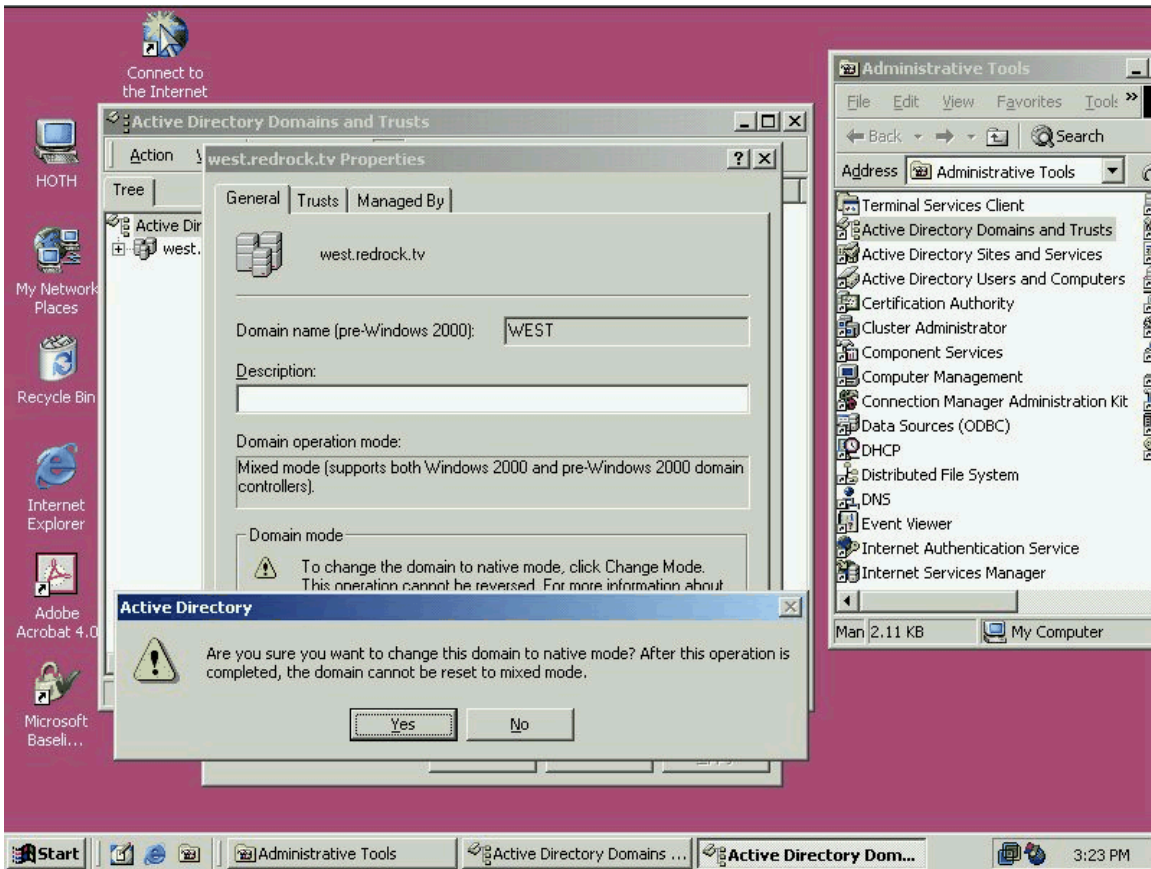 Connect to
the Internet
HOTH
My Network
Places
Recycle Bin
Internet
Explorer
Adobe
Acrobat 4.0
Microsoft
Baseli...
Active Directory Domains and Trusts
Action
Tree
Active Dir
west.
west.redrock.tv Properties
General
Trusts
Managed By
west.redrock.tv
Domain name (pre-Windows 2000):
WEST
Description:
Domain operation mode:
Mixed mode (supports both Windows 2000 and pre-Windows 2000 domain
controllers).
Domain mode
To change the domain to native mode, click Change Mode.
This operation cannot be reversed. For more information about
Active Directory
Are you sure you want to change this domain to native mode? After this operation is
completed, the domain cannot be reset to mixed mode.
Yes
No
Administrative Tools
File Edit View Favorites Tools »
Back
Search
Address Administrative Tools
Terminal Services Client
Active Directory Domains and Trusts
Active Directory Sites and Services
Active Directory Users and Computers
Certification Authority
Cluster Administrator
Component Services
Computer Management
Connection Manager Administration Kit
Data Sources (ODBC)
DHCP
Distributed File System
DNS
Event Viewer
Internet Authentication Service
Internet Services Manager
Man 2.11 KB My Computer
Start
Administrative Tools
Active Directory Domains ...
Active Directory Dom...
3:23 PM